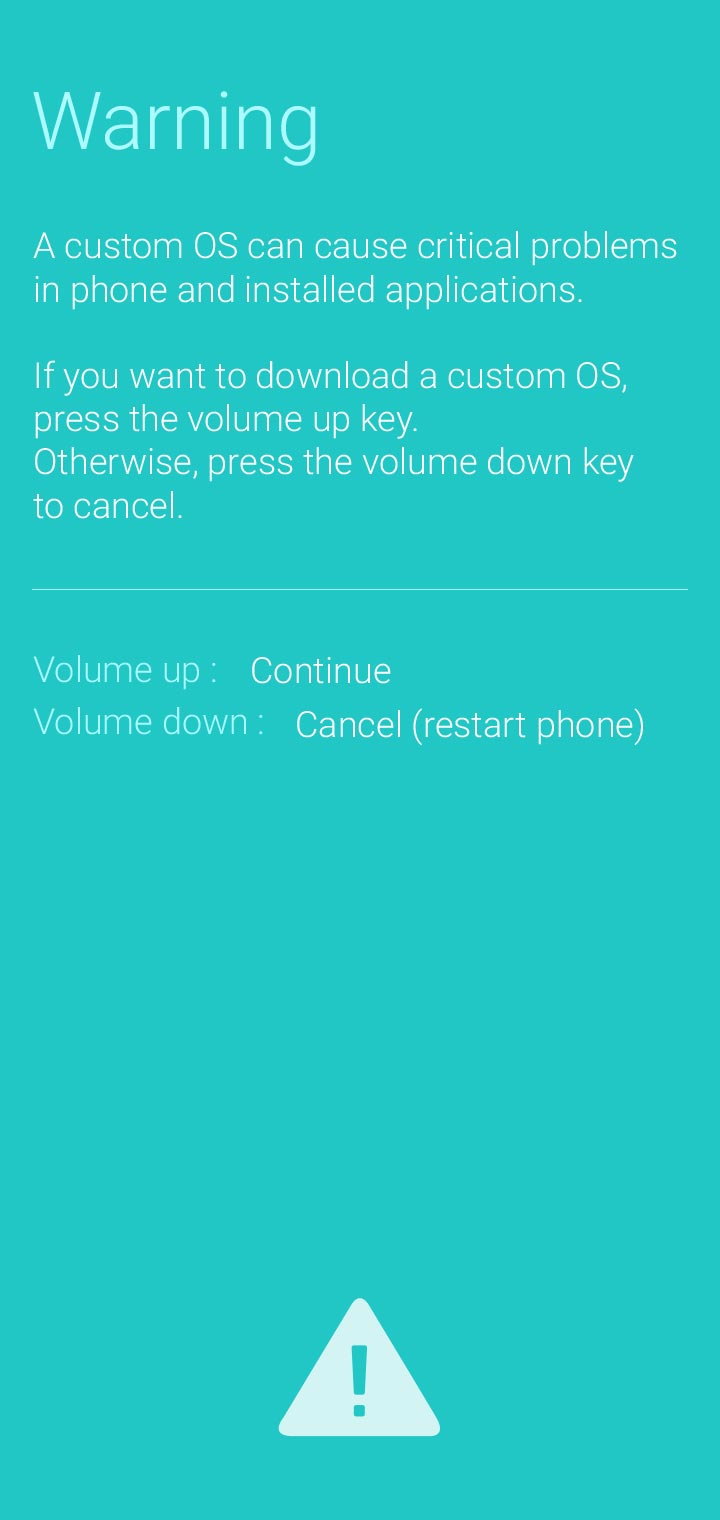 Warning
A custom OS can cause critical problems
in phone and installed applications.
If you want to download a custom OS,
press the volume up key.
Otherwise, press the volume down key
to cancel.
Volume up : Continue
Volume down : Cancel (restart phone)